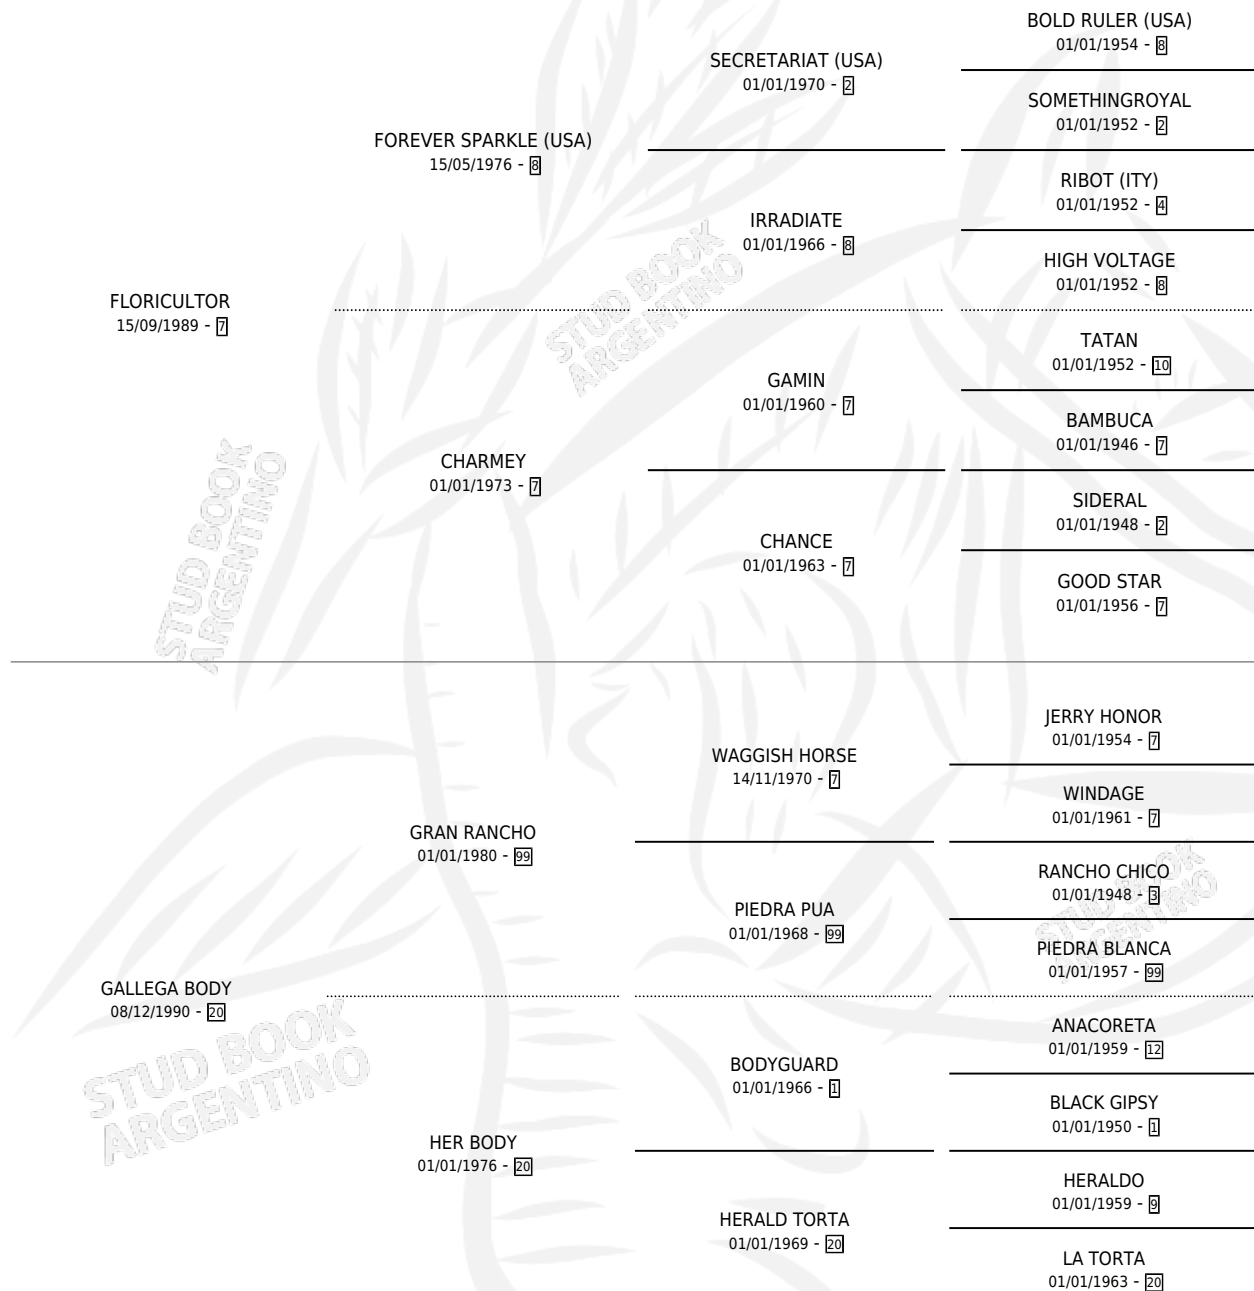 BOLD RULER (USA)
01/01/1954 - 8
SECRETARIAT (USA)
01/01/1970 - 2
SOMETHINGROYAL
01/01/1952 - 2
FOREVER SPARKLE (USA)
15/05/1976 - 8
RIBOT (ITY)
01/01/1952 - 4
IRRADIATE
01/01/1966 - 8
HIGH VOLTAGE
01/01/1952 - 8
FLORICULTOR
15/09/1989 - 7
TATAN
01/01/1952 - 10
GAMIN
01/01/1960 - 7
BAMBUCA
01/01/1946 - 7
CHARMEY
01/01/1973 - 7
SIDERAL
01/01/1948 - 2
CHANCE
01/01/1963 - 7
GOOD STAR
01/01/1956 - 7
STUD BOOK
ARGENTINO
STUD BOOK
ARGENTINO
JERRY HONOR
01/01/1954 - 7
WAGGISH HORSE
14/11/1970 - 7
WINDAGE
01/01/1961 - 7
GRAN RANCHO
01/01/1980 - 99
RANCHO CHICO
01/01/1948 - 3
PIEDRA PUA
01/01/1968 - 99
PIEDRA BLANCA
01/01/1957 - 99
STUD BOOK
ARGENTINO
GALLEGA BODY
08/12/1990 - 20
ANACORETA
01/01/1959 - 12
BODYGUARD
01/01/1966 - 1
BLACK GIPSY
01/01/1950 - 1
STUD BOOK
ARGENTINO
HER BODY
01/01/1976 - 20
HERALDO
01/01/1959 - 9
HERALD TORTA
01/01/1969 - 20
LA TORTA
01/01/1963 - 20